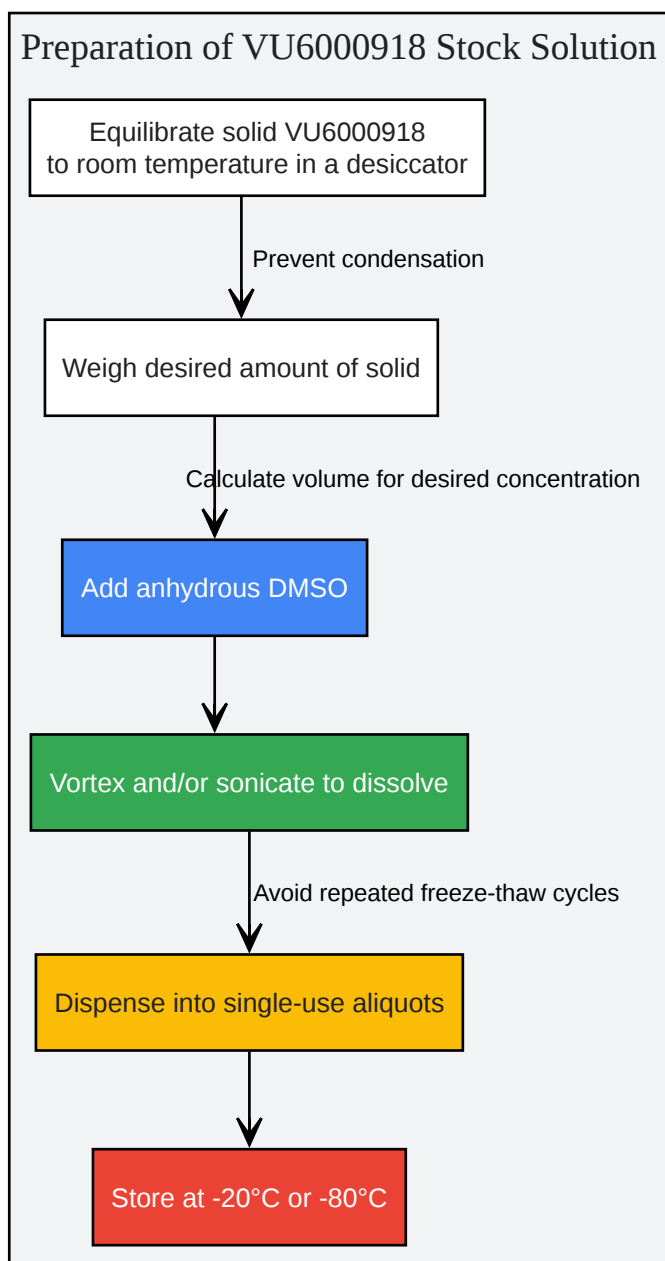 Preparation of VU6000918 Stock Solution
Equilibrate solid VU6000918
to room temperature in a desiccator
Prevent condensation
Weigh desired amount of solid
Calculate volume for desired concentration
Add anhydrous DMSO
Vortex and/or sonicate to dissolve
Avoid repeated freeze-thaw cycles
Dispense into single-use aliquots
Store at -20°C or -80°C